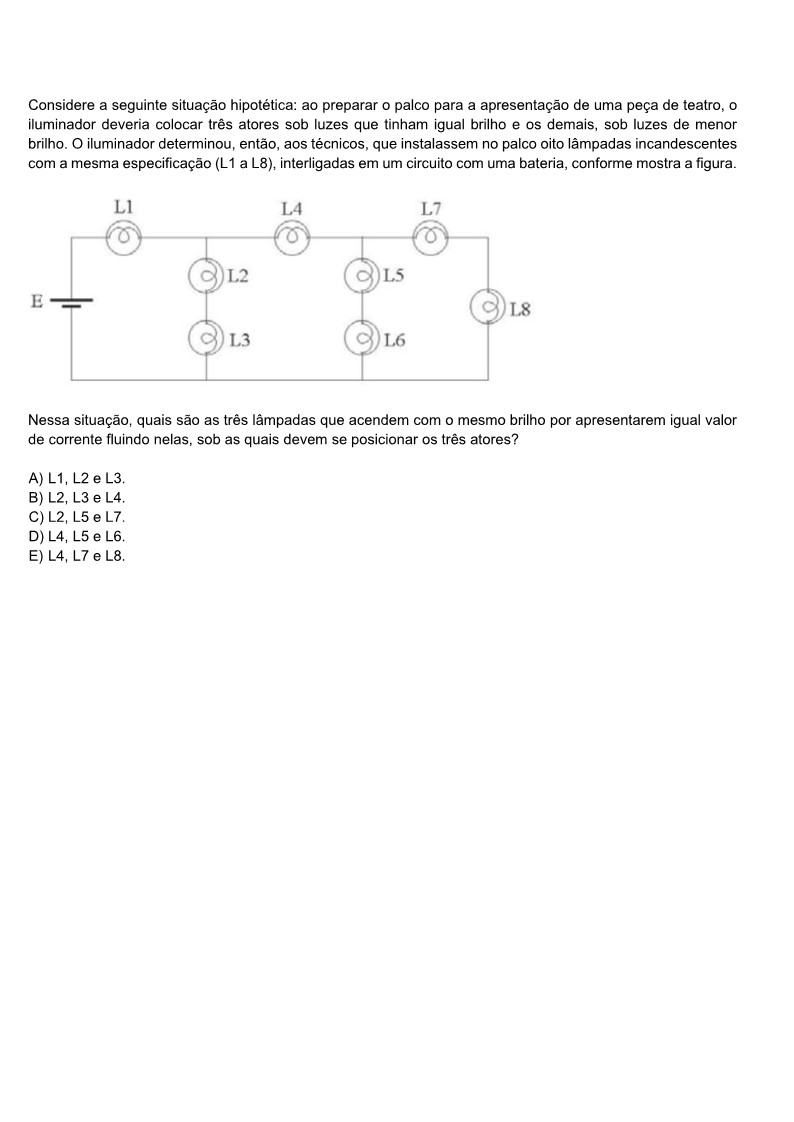 Considere a seguinte situação hipotética: ao preparar o palco para a apresentação de uma peça de teatro, o
iluminador deveria colocar três atores sob luzes que tinham igual brilho e os demais, sob luzes de menor
brilho. O iluminador determinou, então, aos técnicos, que instalassem no palco oito lâmpadas incandescentes
com a mesma especificação (L1 a L8), interligadas em um circuito com uma bateria, conforme mostra a figura.
L1
L4
L7
L2
L5
E
L8
L3
L6
Nessa situação, quais são as três lâmpadas que acendem com o mesmo brilho por apresentarem igual valor
de corrente fluindo nelas, sob as quais devem se posicionar os três atores?
A) L1, L2 e L3.
B) L2, L3 e L4.
C) L2, L5 e L7.
D) L4, L5 e L6.
E) L4, L7 e L8.